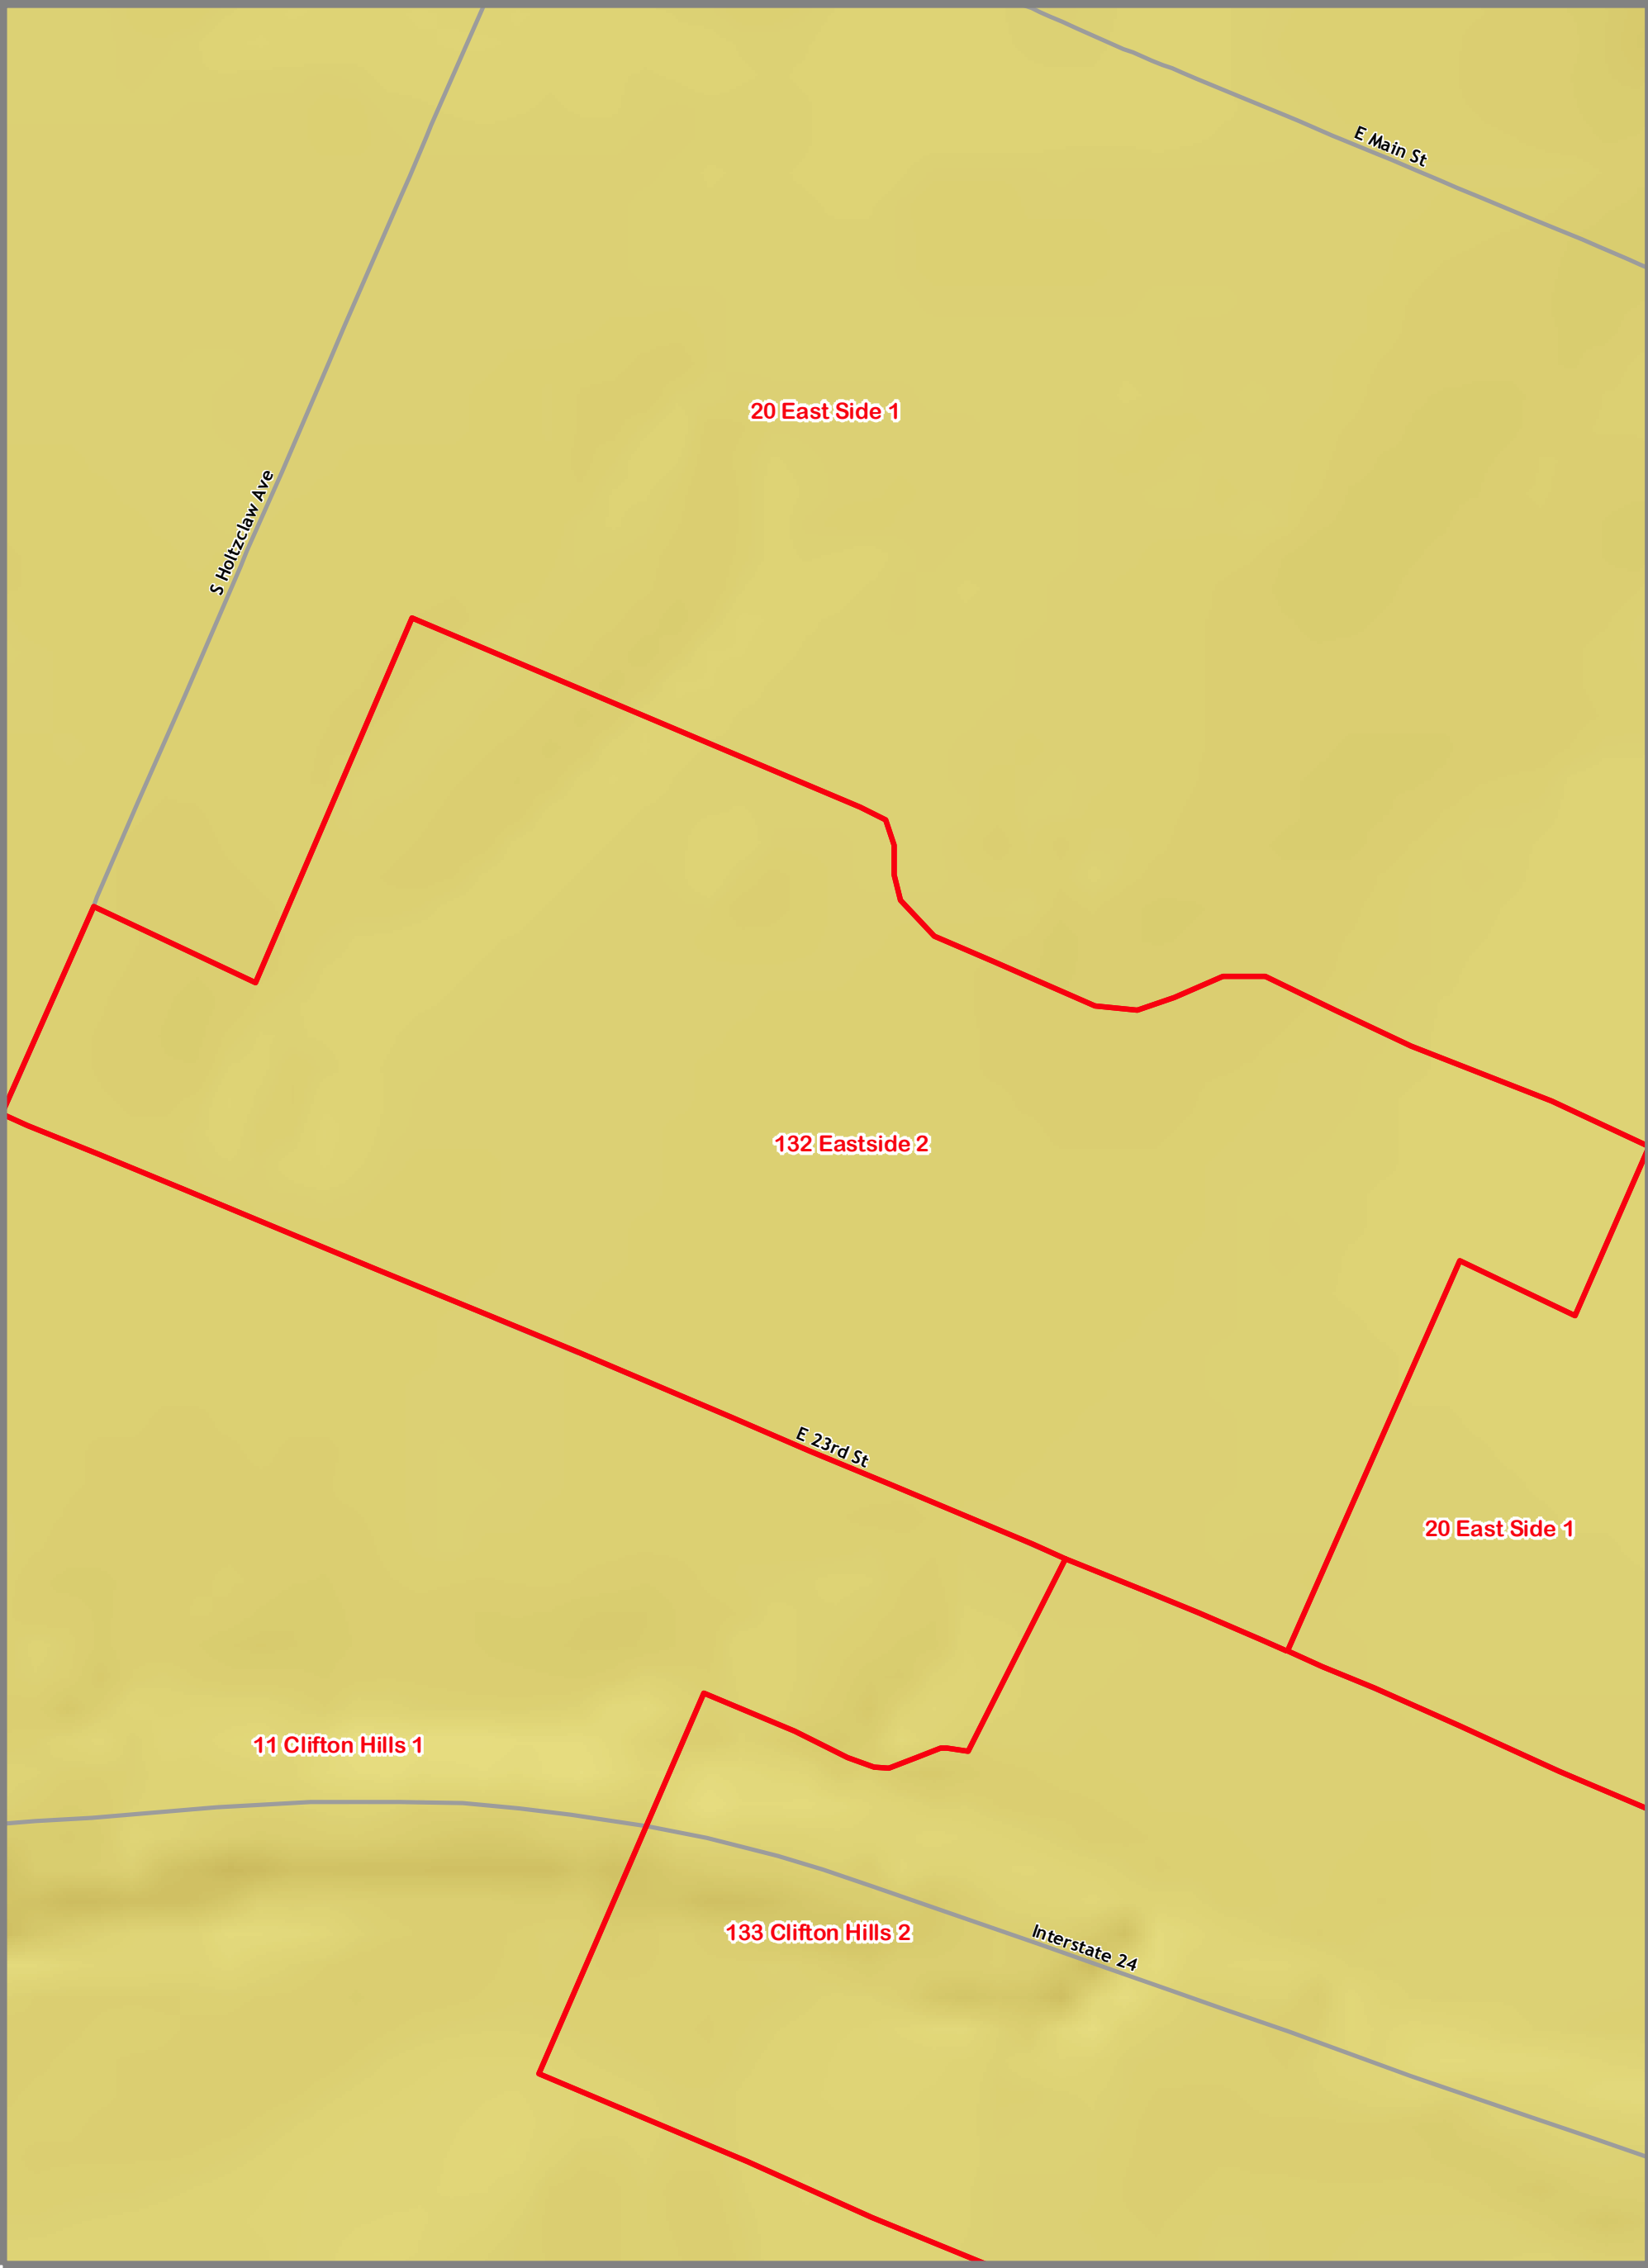 E Main St
20 East Side 1
S Holtzclaw Ave
132 Eastside 2
E 23rd St
20 East Side 1
11 Clifton Hills 1
133 Clifton Hills 2
Interstate 24